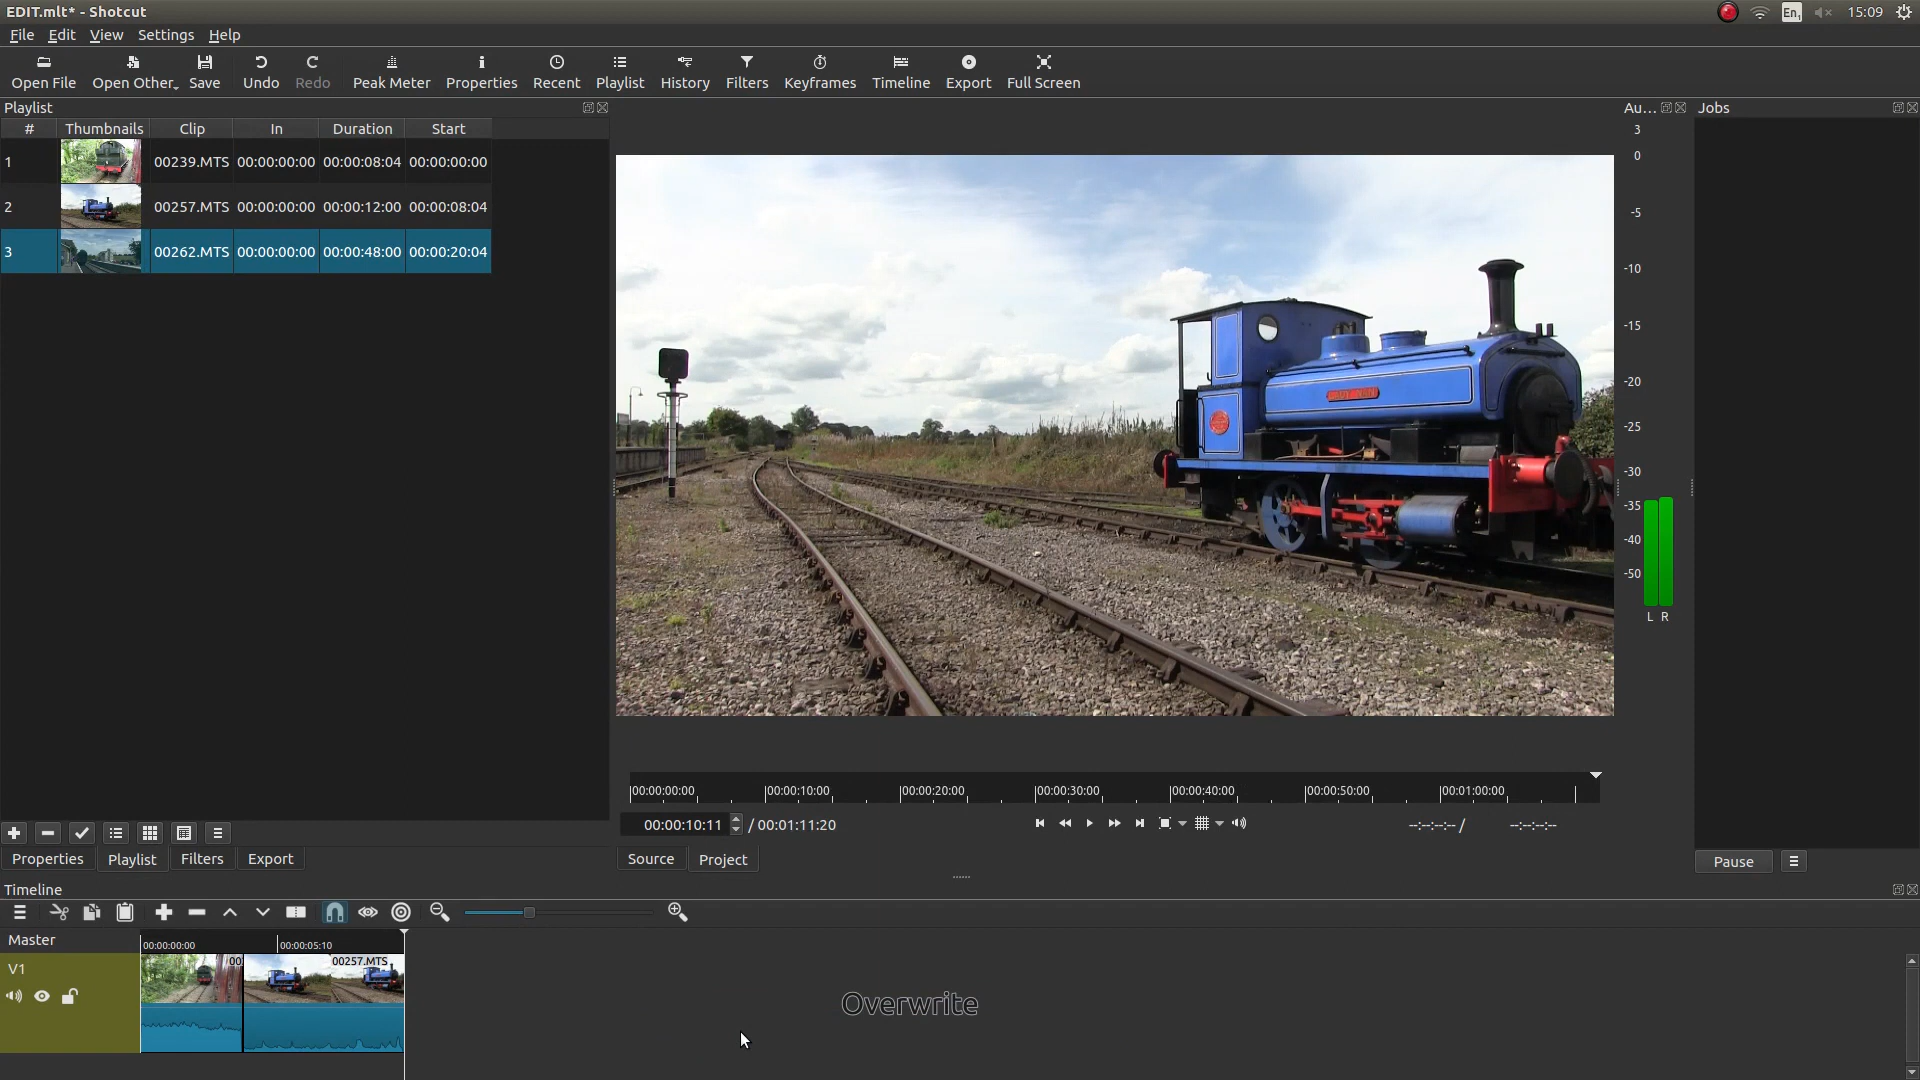 EDIT.mlt* - Shotcut
En1
15:09
File Edit View Settings Help
Open File Open Other Save Undo Redo Peak Meter Properties Recent Playlist History Filters Keyframes Timeline Export Full Screen
Playlist
# Thumbnails Clip In Duration Start
1 00239.MTS 00:00:00:00 00:00:08:04 00:00:00:00
2 00257.MTS 00:00:00:00 00:00:12:00 00:00:08:04
3 00262.MTS 00:00:00:00 00:00:48:00 00:00:20:04
Properties Playlist Filters Export
00:00:00:00 00:00:10:00 00:00:20:00 00:00:30:00 00:00:40:00 00:00:50:00 00:01:00:00
00:00:10:11 / 00:01:11:20
--:--:--:-- / --:--:--:--
Source Project
Au...
3
0
-5
-10
-15
-20
-25
-30
-35
-40
-50
L R
Jobs
Pause
Timeline
Master
00:00:00:00 00:00:05:10
V1
00 00257.MTS
Overwrite